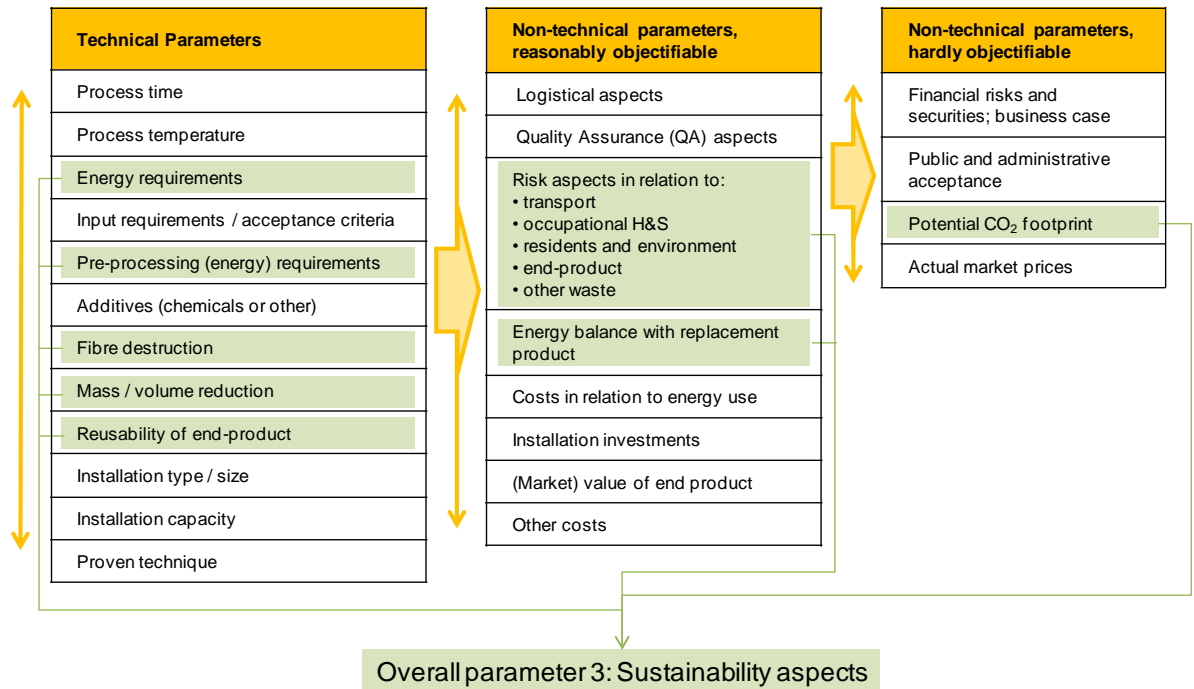 Technical Parameters
Process time
Process temperature
Energy requirements
Input requirements / acceptance criteria
Pre-processing (energy) requirements
Additives (chemicals or other)
Fibre destruction
Mass / volume reduction
Reusability of end-product
Installation type / size
Installation capacity
Proven technique
Non-technical parameters,
reasonably objectifiable
Logistical aspects
Quality Assurance (QA) aspects
Risk aspects in relation to:
• transport
• occupational H&S
• residents and environment
• end-product
• other waste
Energy balance with replacement
product
Costs in relation to energy use
Installation investments
(Market) value of end product
Other costs
Non-technical parameters,
hardly objectifiable
Financial risks and
securities; business case
Public and administrative
acceptance
Potential CO₂ footprint
Actual market prices
Overall parameter 3: Sustainability aspects